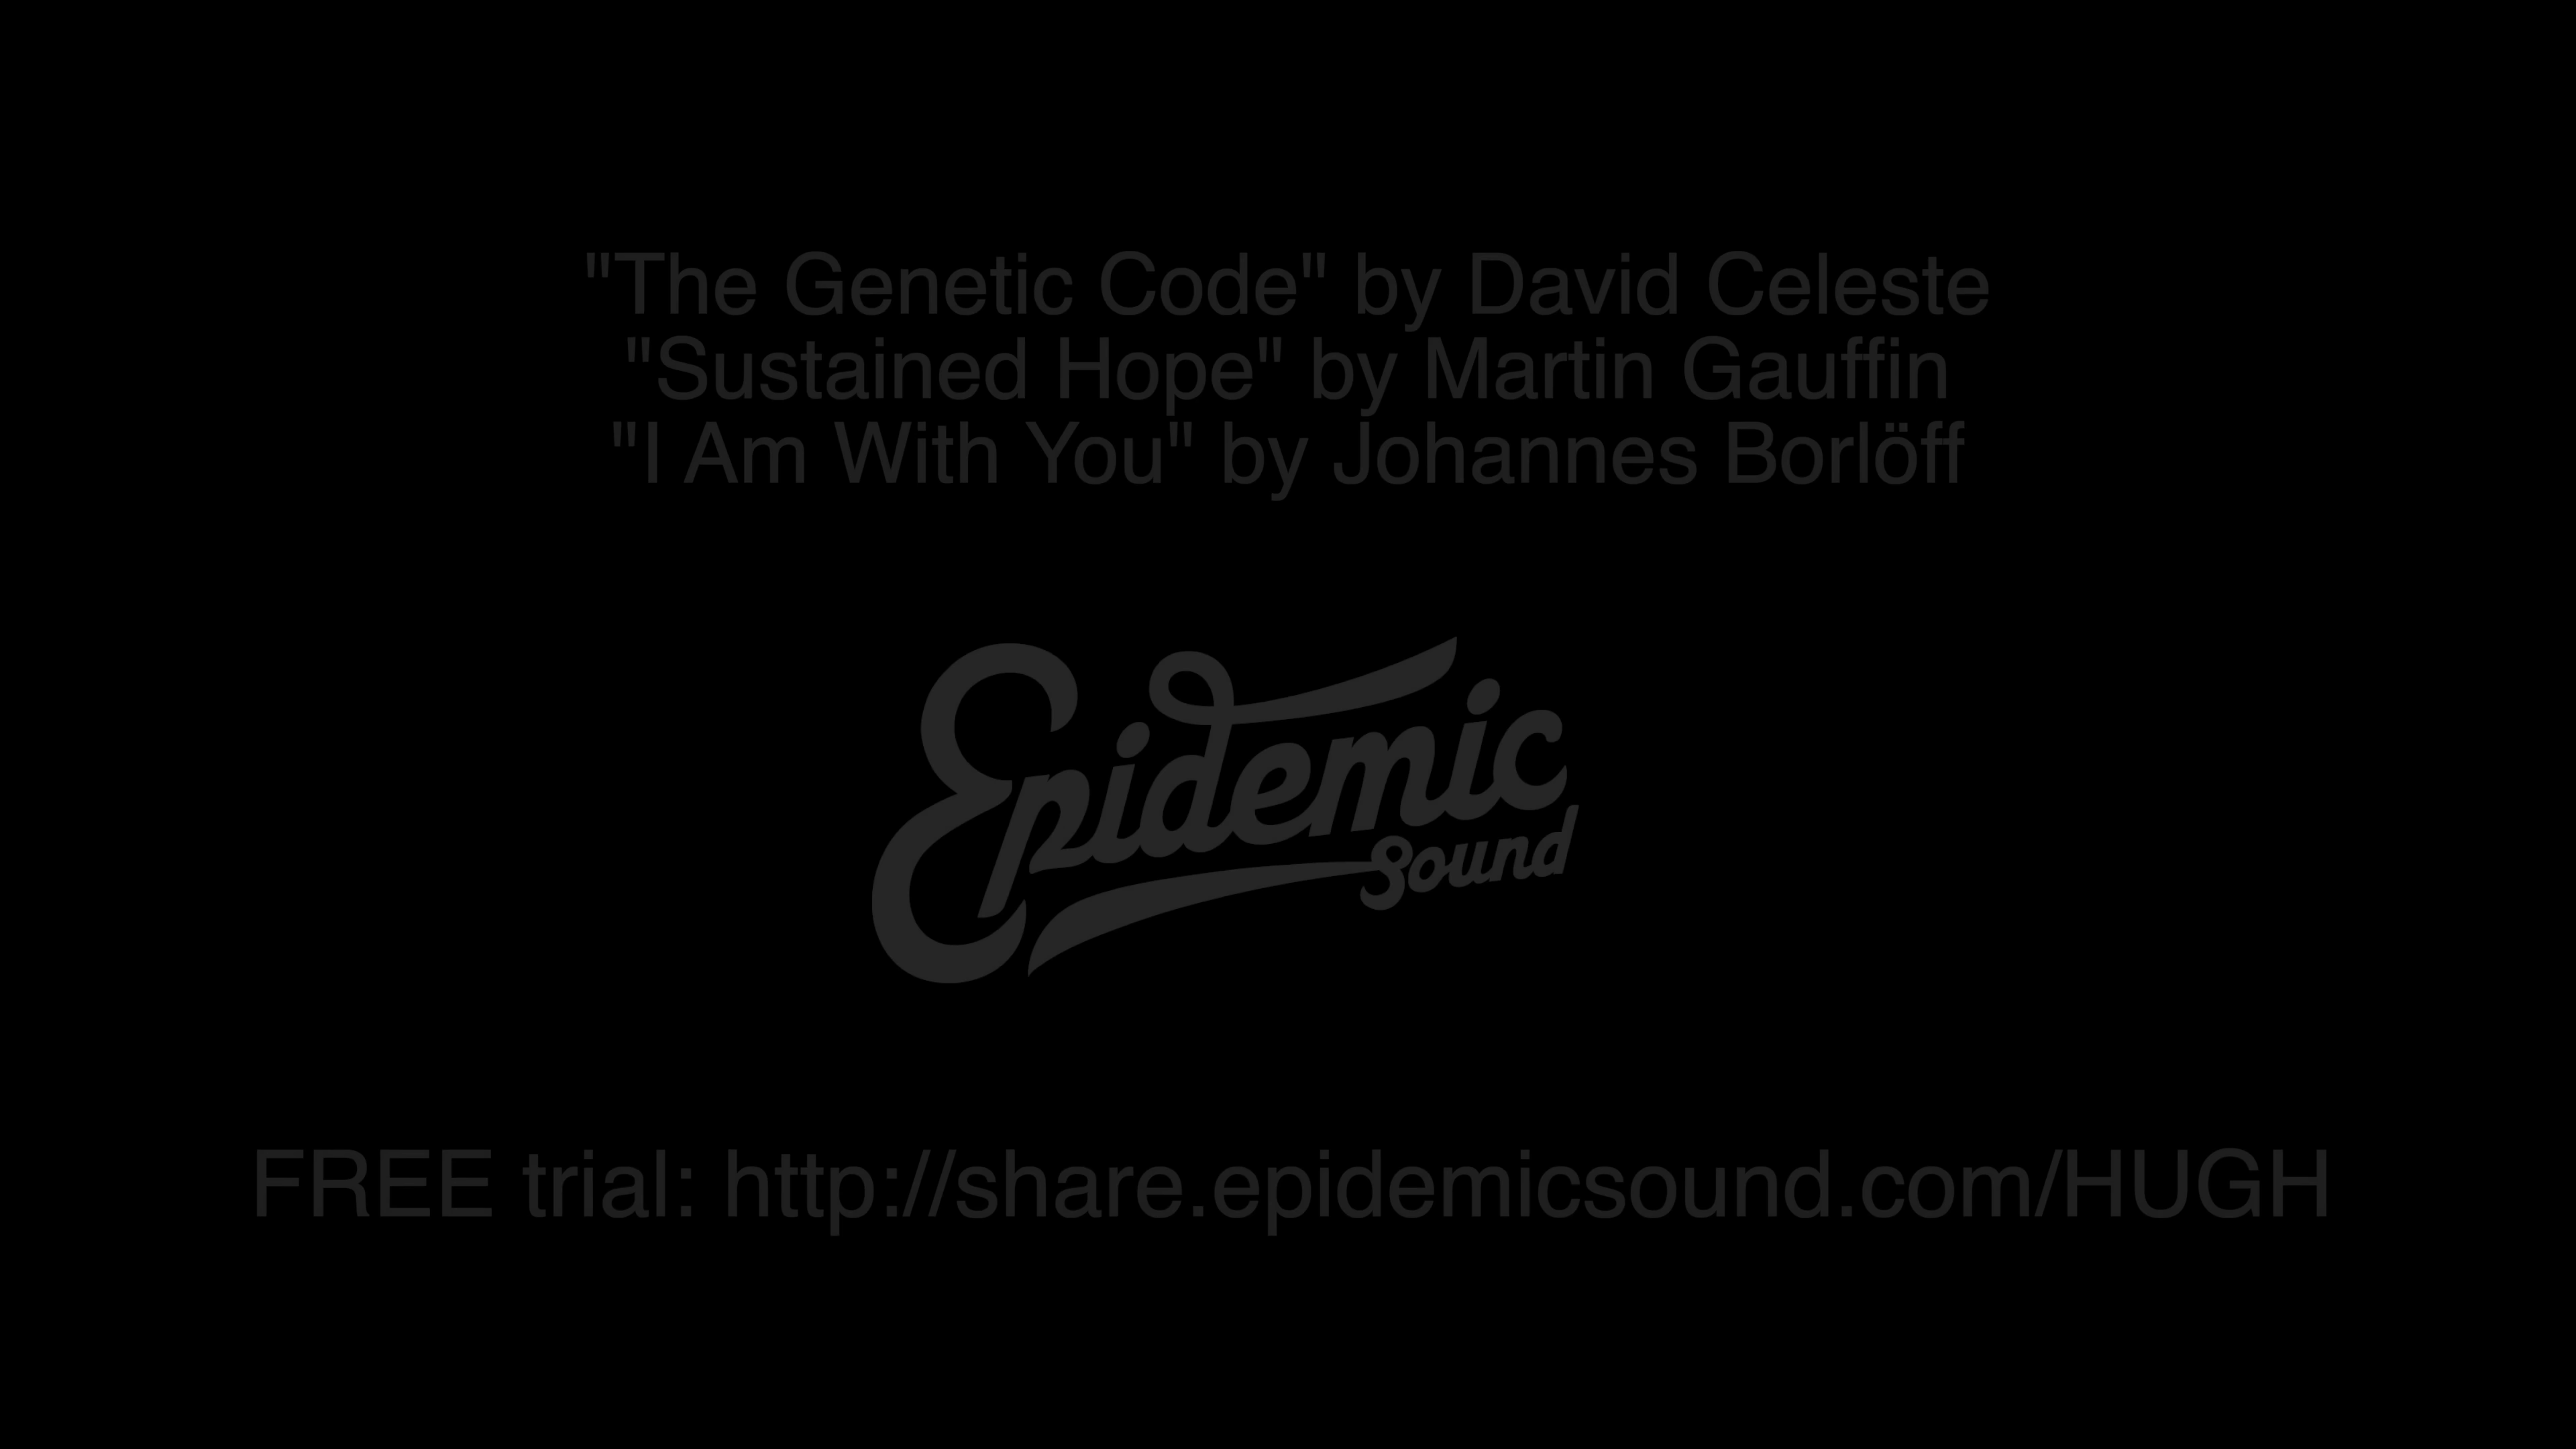 "The Genetic Code" by David Celeste
"Sustained Hope" by Martin Gauffin
"I Am With You" by Johannes Borlöff
Epidemic
Sound
FREE trial: http://share.epidemicsound.com/HUGH